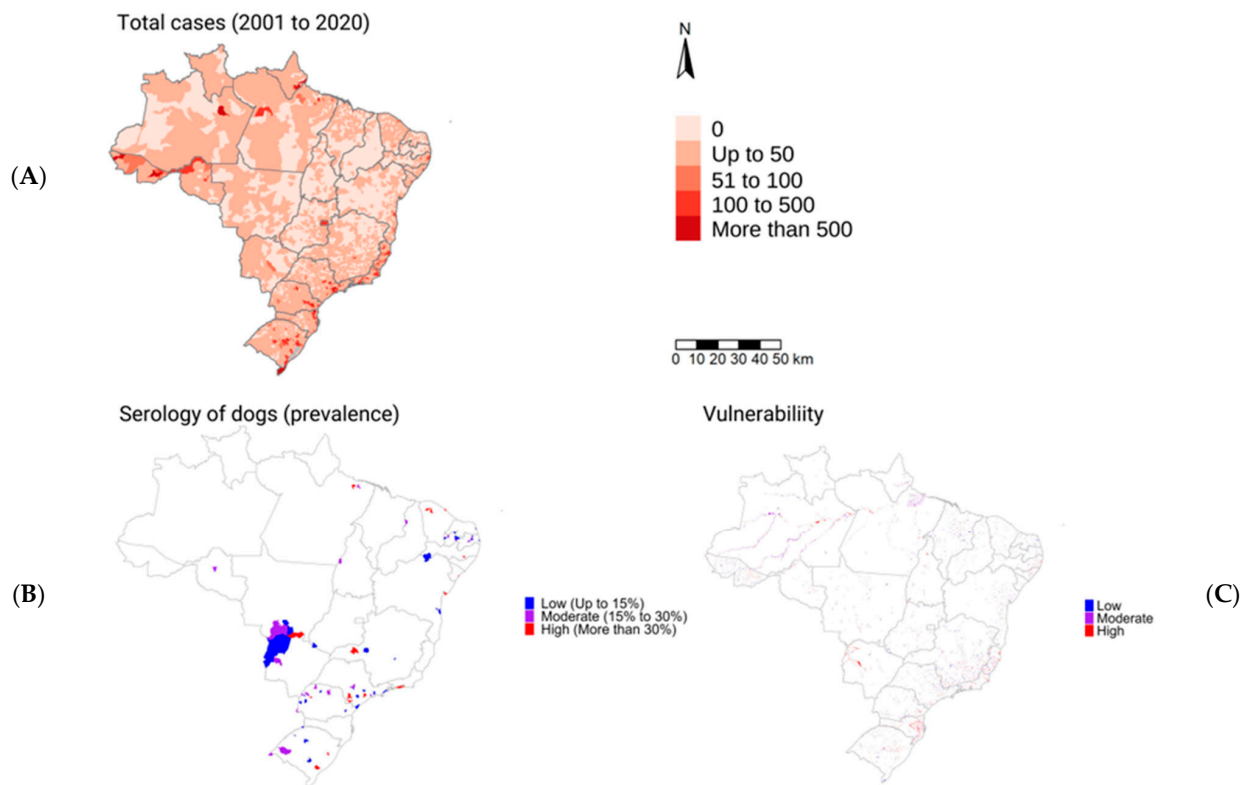 Total cases (2001 to 2020)
N
0
Up to 50
51 to 100
100 to 500
More than 500
(A)
0 10 20 30 40 50 km
Serology of dogs (prevalence)
Vulnerabiliity
(B)
Low (Up to 15%)
Moderate (15% to 30%)
High (More than 30%)
Low
Moderate
High
(C)